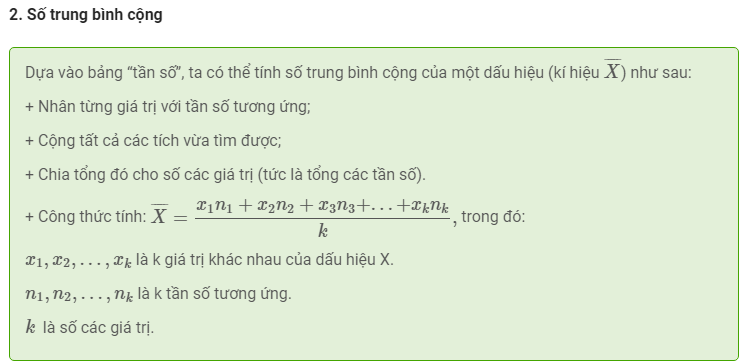 2. Số trung bình cộng
Dựa vào bảng “tần số”, ta có thể tính số trung bình cộng của một dấu hiệu (kí hiệu $\overline{X}$) như sau:
+ Nhân từng giá trị với tần số tương ứng;
+ Cộng tất cả các tích vừa tìm được;
+ Chia tổng đó cho số các giá trị (tức là tổng các tần số).
+ Công thức tính: $\overline{X} = \dfrac{x_1n_1 + x_2n_2 + x_3n_3 + \ldots + x_kn_k}{k}$, trong đó:
$x_1, x_2, \ldots, x_k$ là k giá trị khác nhau của dấu hiệu X.
$n_1, n_2, \ldots, n_k$ là k tần số tương ứng.
$k$ là số các giá trị.